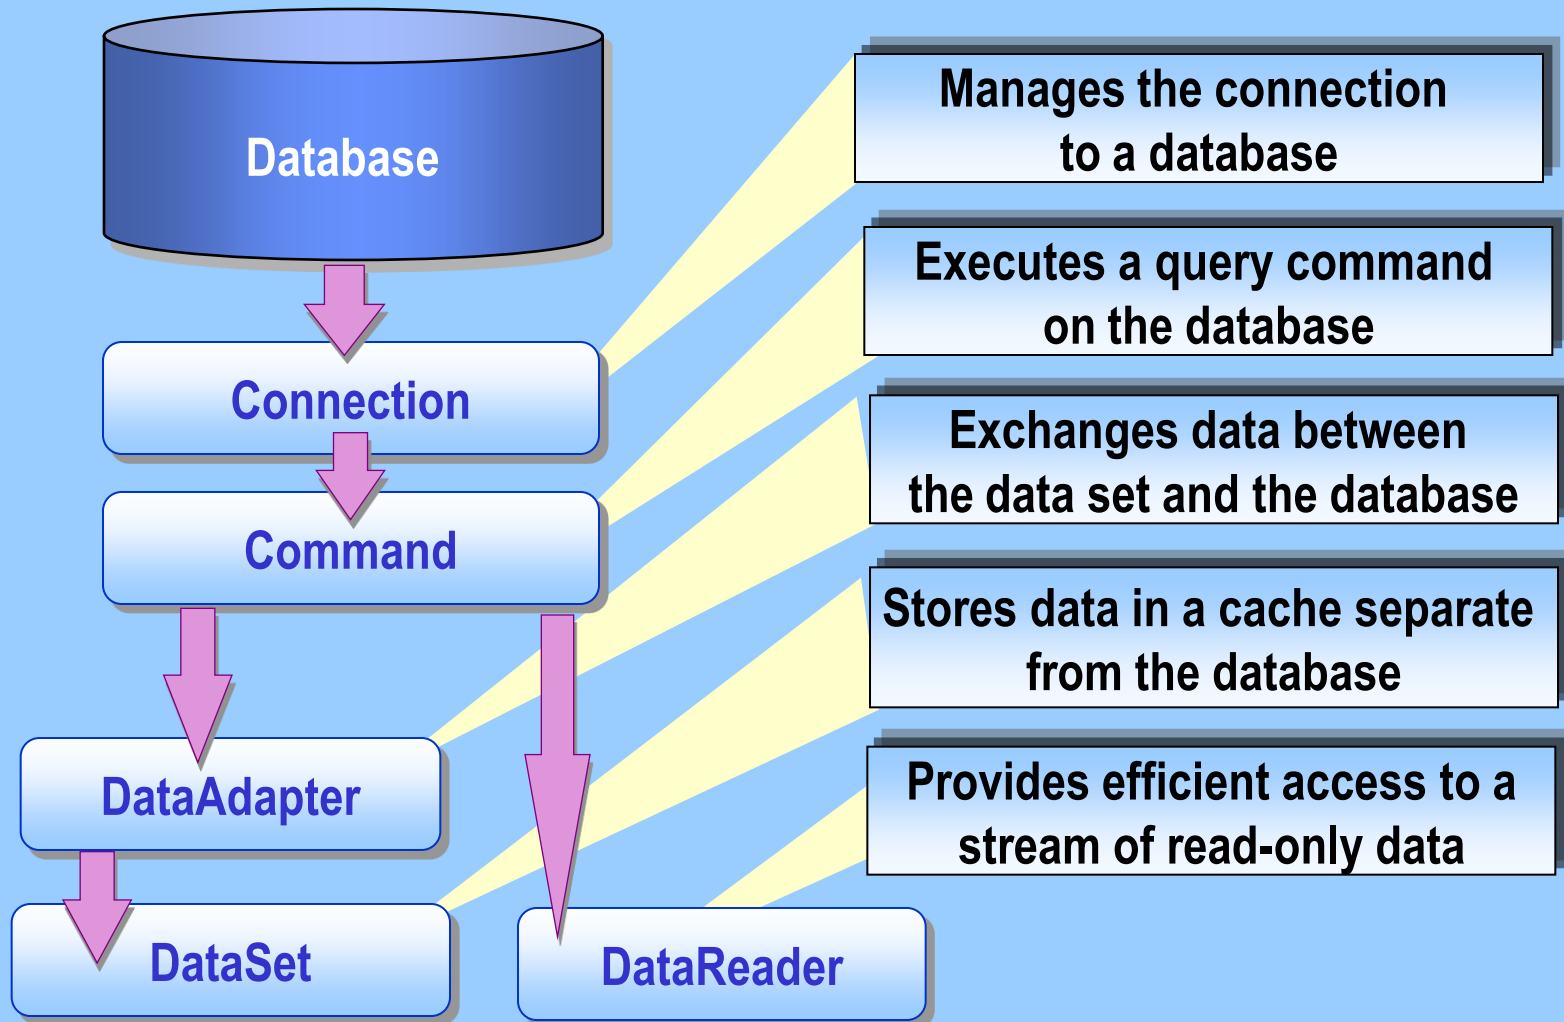 Database
Manages the connection
to a database
Executes a query command
on the database
Connection
Exchanges data between
the data set and the database
Command
Stores data in a cache separate
from the database
DataAdapter
Provides efficient access to a
stream of read-only data
DataSet
DataReader